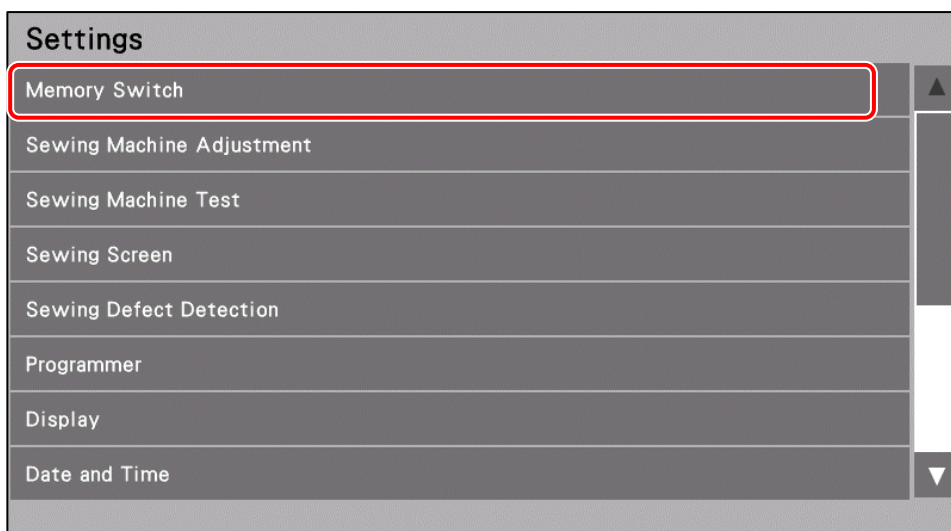 Settings
Memory Switch
Sewing Machine Adjustment
Sewing Machine Test
Sewing Screen
Sewing Defect Detection
Programmer
Display
Date and Time